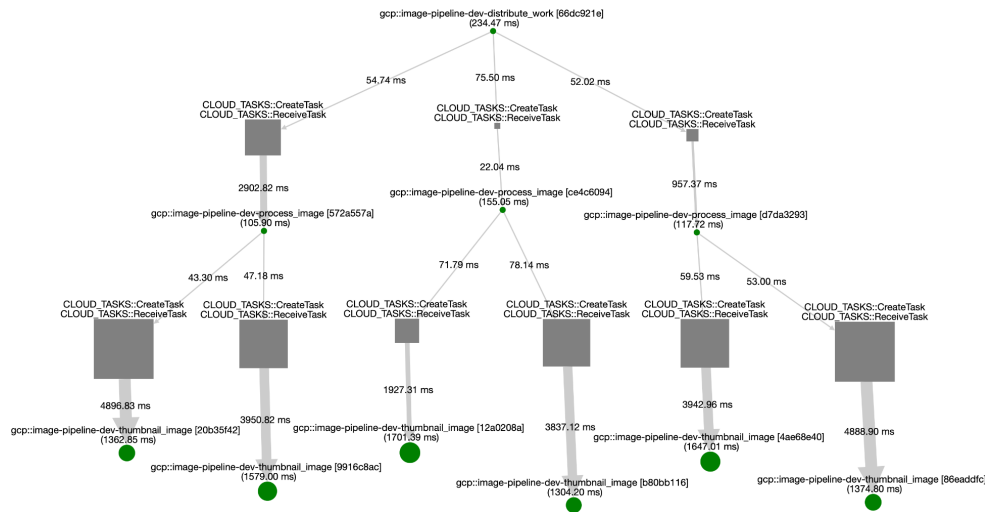 gcp::image-pipeline-dev-distribute_work [66dc921e]
(234.47 ms)
54.74 ms
75.50 ms
52.02 ms
CLOUD_TASKS::CreateTask
CLOUD_TASKS::ReceiveTask
CLOUD_TASKS::CreateTask
CLOUD_TASKS::ReceiveTask
CLOUD_TASKS::CreateTask
CLOUD_TASKS::ReceiveTask
2902.82 ms
22.04 ms
957.37 ms
gcp::image-pipeline-dev-process_image [572a557a]
(105.90 ms)
gcp::image-pipeline-dev-process_image [ce4c6094]
(155.05 ms)
gcp::image-pipeline-dev-process_image [d7da3293]
(117.72 ms)
43.30 ms
47.18 ms
71.79 ms
78.14 ms
59.53 ms
53.00 ms
CLOUD_TASKS::CreateTask
CLOUD_TASKS::ReceiveTask
CLOUD_TASKS::CreateTask
CLOUD_TASKS::ReceiveTask
CLOUD_TASKS::CreateTask
CLOUD_TASKS::ReceiveTask
CLOUD_TASKS::CreateTask
CLOUD_TASKS::ReceiveTask
CLOUD_TASKS::CreateTask
CLOUD_TASKS::ReceiveTask
CLOUD_TASKS::CreateTask
CLOUD_TASKS::ReceiveTask
4896.83 ms
3950.82 ms
1927.31 ms
3837.12 ms
3942.96 ms
4888.90 ms
gcp::image-pipeline-dev-thumbnail_image [20b35f42]
(1362.85 ms)
gcp::image-pipeline-dev-thumbnail_image [9916c8ac]
(1579.00 ms)
gcp::image-pipeline-dev-thumbnail_image [12a0208a]
(1701.39 ms)
gcp::image-pipeline-dev-thumbnail_image [b80bb116]
(1304.20 ms)
gcp::image-pipeline-dev-thumbnail_image [4ae68e40]
(1647.01 ms)
gcp::image-pipeline-dev-thumbnail_image [86eaddfc]
(1374.80 ms)